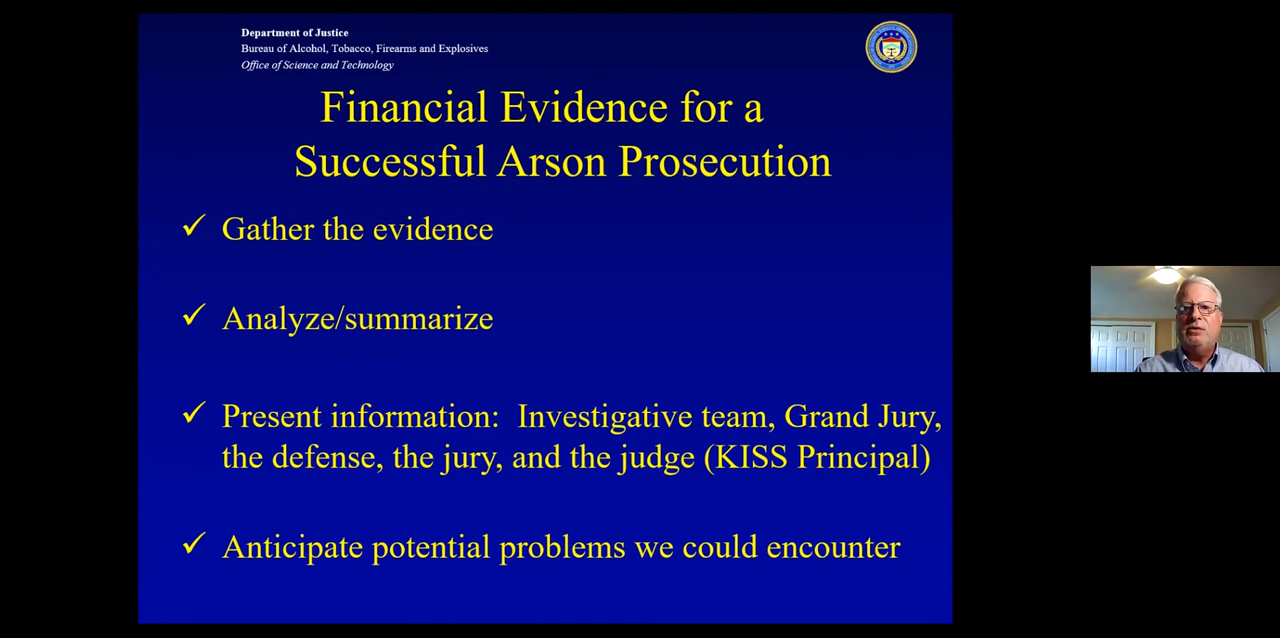 Department of Justice
Bureau of Alcohol, Tobacco, Firearms and Explosives
Office of Science and Technology
Financial Evidence for a
Successful Arson Prosecution
✓ Gather the evidence
✓ Analyze/summarize
✓ Present information:  Investigative team, Grand Jury,
the defense, the jury, and the judge (KISS Principal)
✓ Anticipate potential problems we could encounter